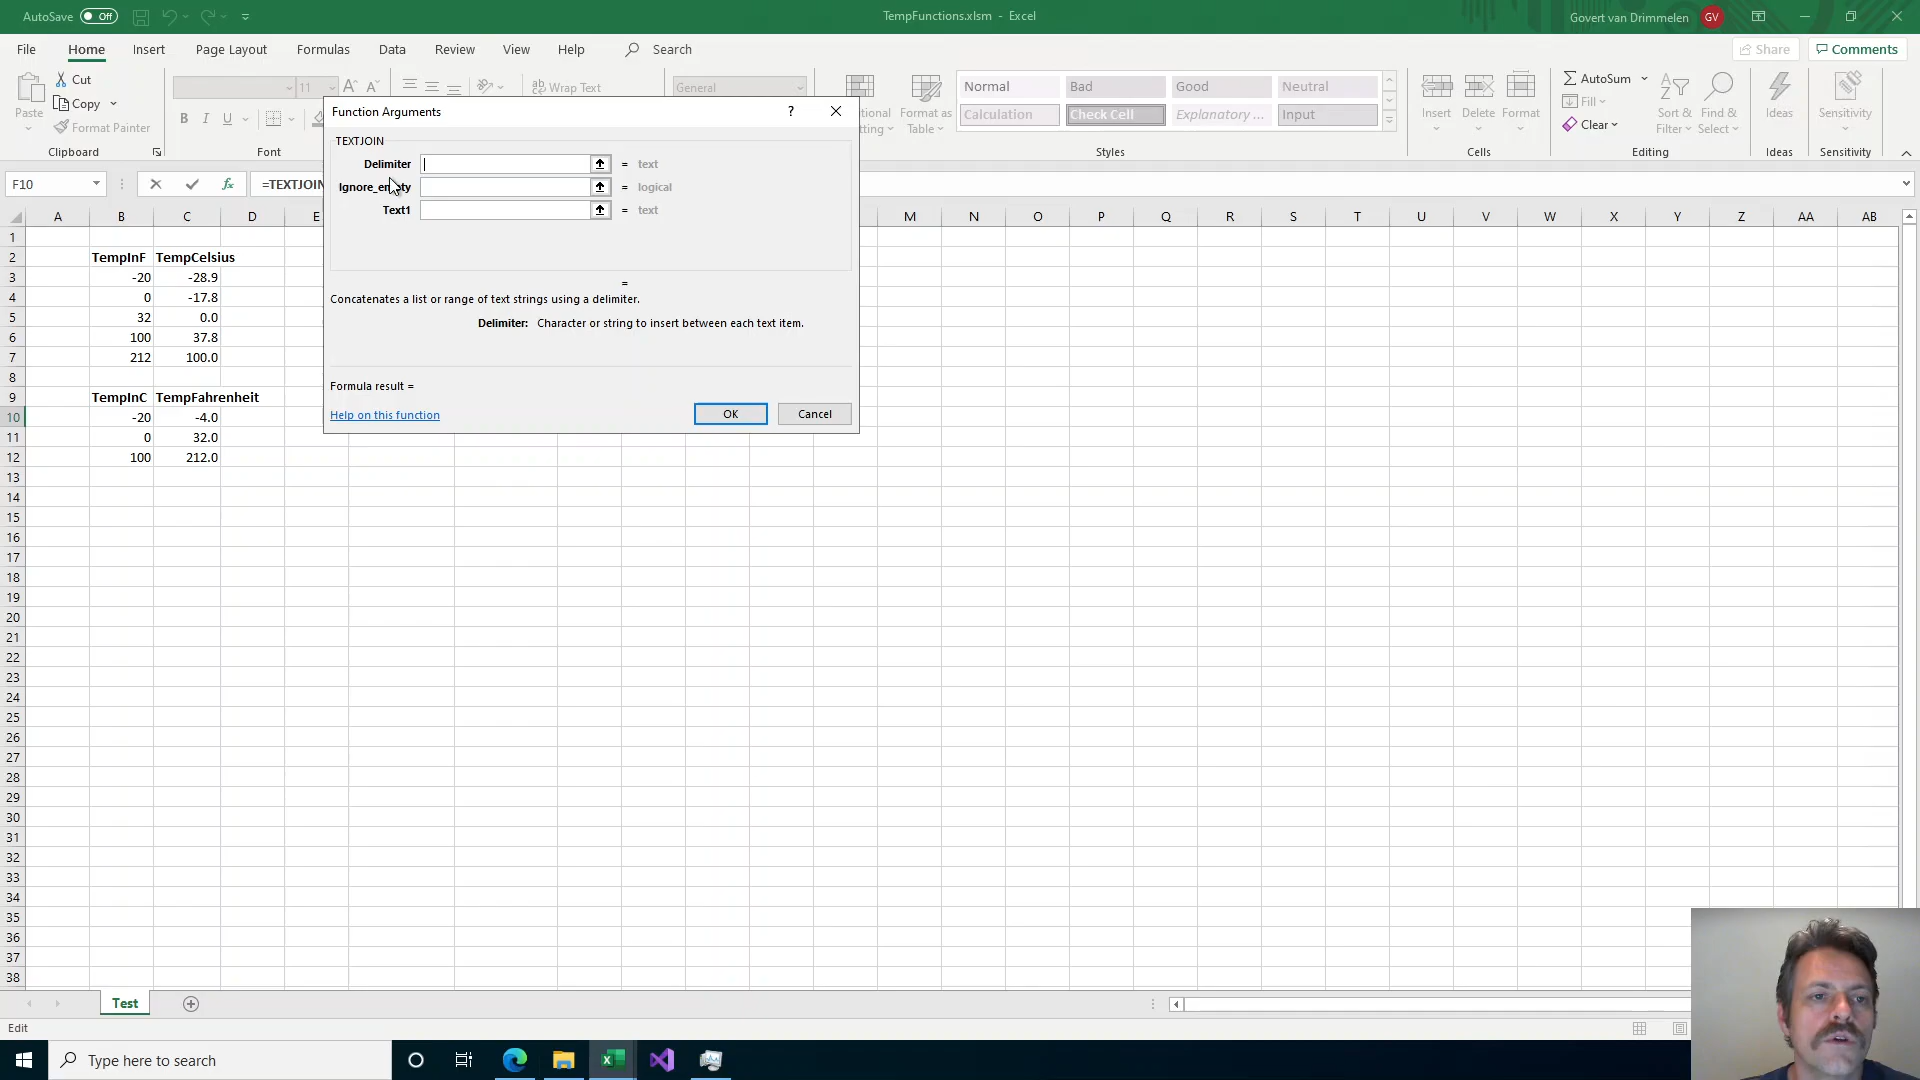 AutoSave Off
TempFunctions.xlsm - Excel
Govert van Drimmelen GV
File Home Insert Page Layout Formulas Data Review View Help Search
Share Comments
Paste
Cut
Copy
Format Painter
Clipboard
11
B I U
Font
Wrap Text
General
Format as
Table
Normal Bad Good Neutral
Calculation Check Cell Explanatory ... Input
Styles
Insert Delete Format
Cells
AutoSum
Fill
Clear
Sort &
Filter
Find &
Select
Editing
Ideas
Ideas
Sensitivity
Sensitivity
F10 fx =TEXTJOIN
A B C D E M N O P Q R S T U V W X Y Z AA AB
1
2 TempInF TempCelsius
3 -20 -28.9
4 0 -17.8
5 32 0.0
6 100 37.8
7 212 100.0
8
9 TempInC TempFahrenheit
10 -20 -4.0
11 0 32.0
12 100 212.0
13
14
15
16
17
18
19
20
21
22
23
24
25
26
27
28
29
30
31
32
33
34
35
36
37
38
Function Arguments ?
TEXTJOIN
Delimiter = text
Ignore_empty = logical
Text1 = text
=
Concatenates a list or range of text strings using a delimiter.
Delimiter: Character or string to insert between each text item.
Formula result =
Help on this function
OK Cancel
Test
Edit
Type here to search